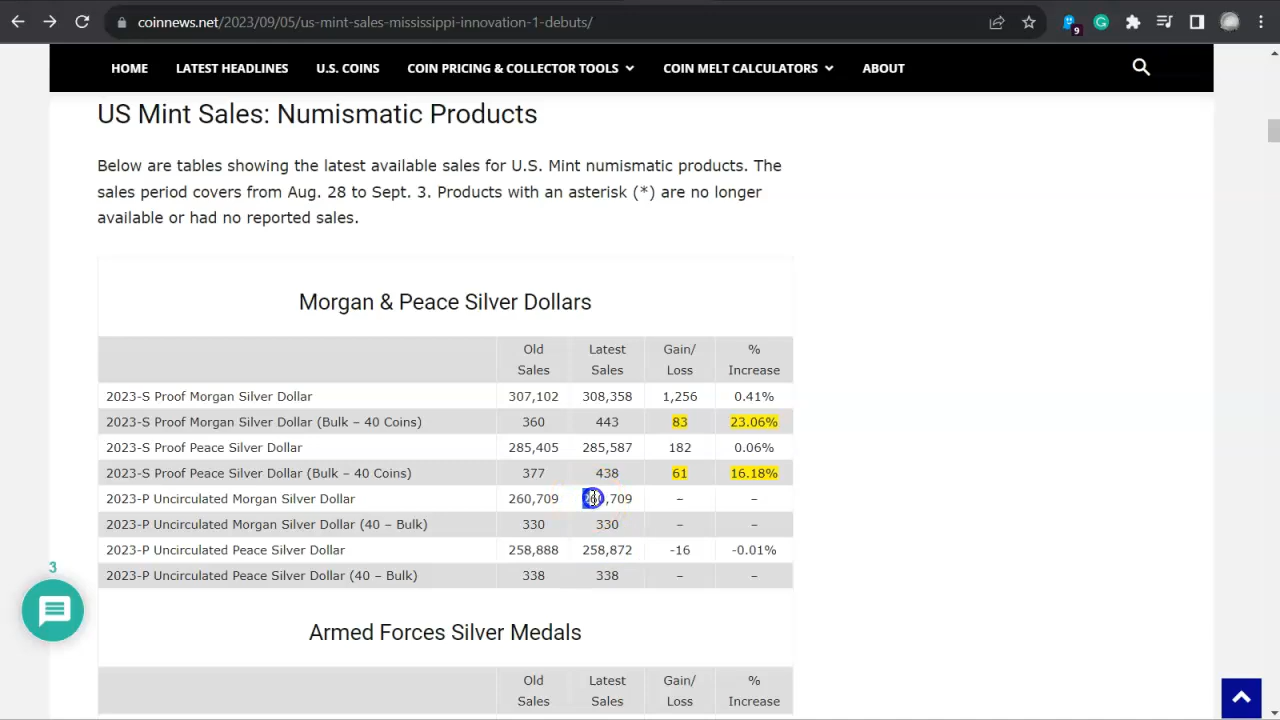 coinnews.net/2023/09/05/us-mint-sales-mississippi-innovation-1-debuts/
9
HOME LATEST HEADLINES U.S. COINS COIN PRICING & COLLECTOR TOOLS COIN MELT CALCULATORS ABOUT
US Mint Sales: Numismatic Products
Below are tables showing the latest available sales for U.S. Mint numismatic products. The
sales period covers from Aug. 28 to Sept. 3. Products with an asterisk (*) are no longer
available or had no reported sales.
Morgan & Peace Silver Dollars
Old Latest Gain/ %
Sales Sales Loss Increase
2023-S Proof Morgan Silver Dollar 307,102 308,358 1,256 0.41%
2023-S Proof Morgan Silver Dollar (Bulk – 40 Coins) 360 443 83 23.06%
2023-S Proof Peace Silver Dollar 285,405 285,587 182 0.06%
2023-S Proof Peace Silver Dollar (Bulk – 40 Coins) 377 438 61 16.18%
2023-P Uncirculated Morgan Silver Dollar 260,709 260,709 – –
2023-P Uncirculated Morgan Silver Dollar (40 – Bulk) 330 330 – –
2023-P Uncirculated Peace Silver Dollar 258,888 258,872 -16 -0.01%
2023-P Uncirculated Peace Silver Dollar (40 – Bulk) 338 338 – –
3
Armed Forces Silver Medals
Old Latest Gain/ %
Sales Sales Loss Increase